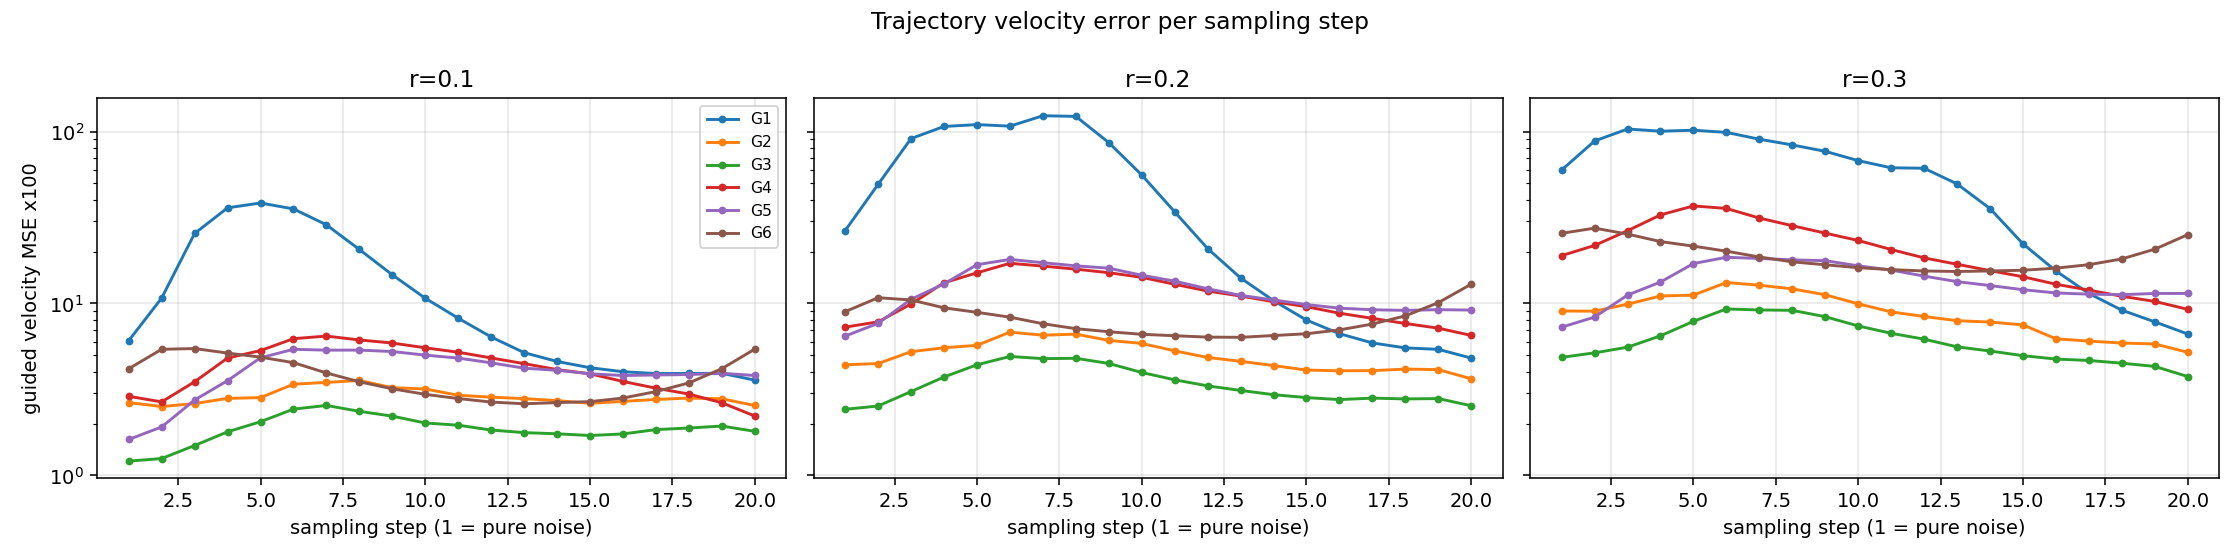 Trajectory velocity error per sampling step
r=0.1
r=0.2
r=0.3
guided velocity MSE x100
10²
10¹
10⁰
G1
G2
G3
G4
G5
G6
2.5 5.0 7.5 10.0 12.5 15.0 17.5 20.0
2.5 5.0 7.5 10.0 12.5 15.0 17.5 20.0
2.5 5.0 7.5 10.0 12.5 15.0 17.5 20.0
sampling step (1 = pure noise)
sampling step (1 = pure noise)
sampling step (1 = pure noise)